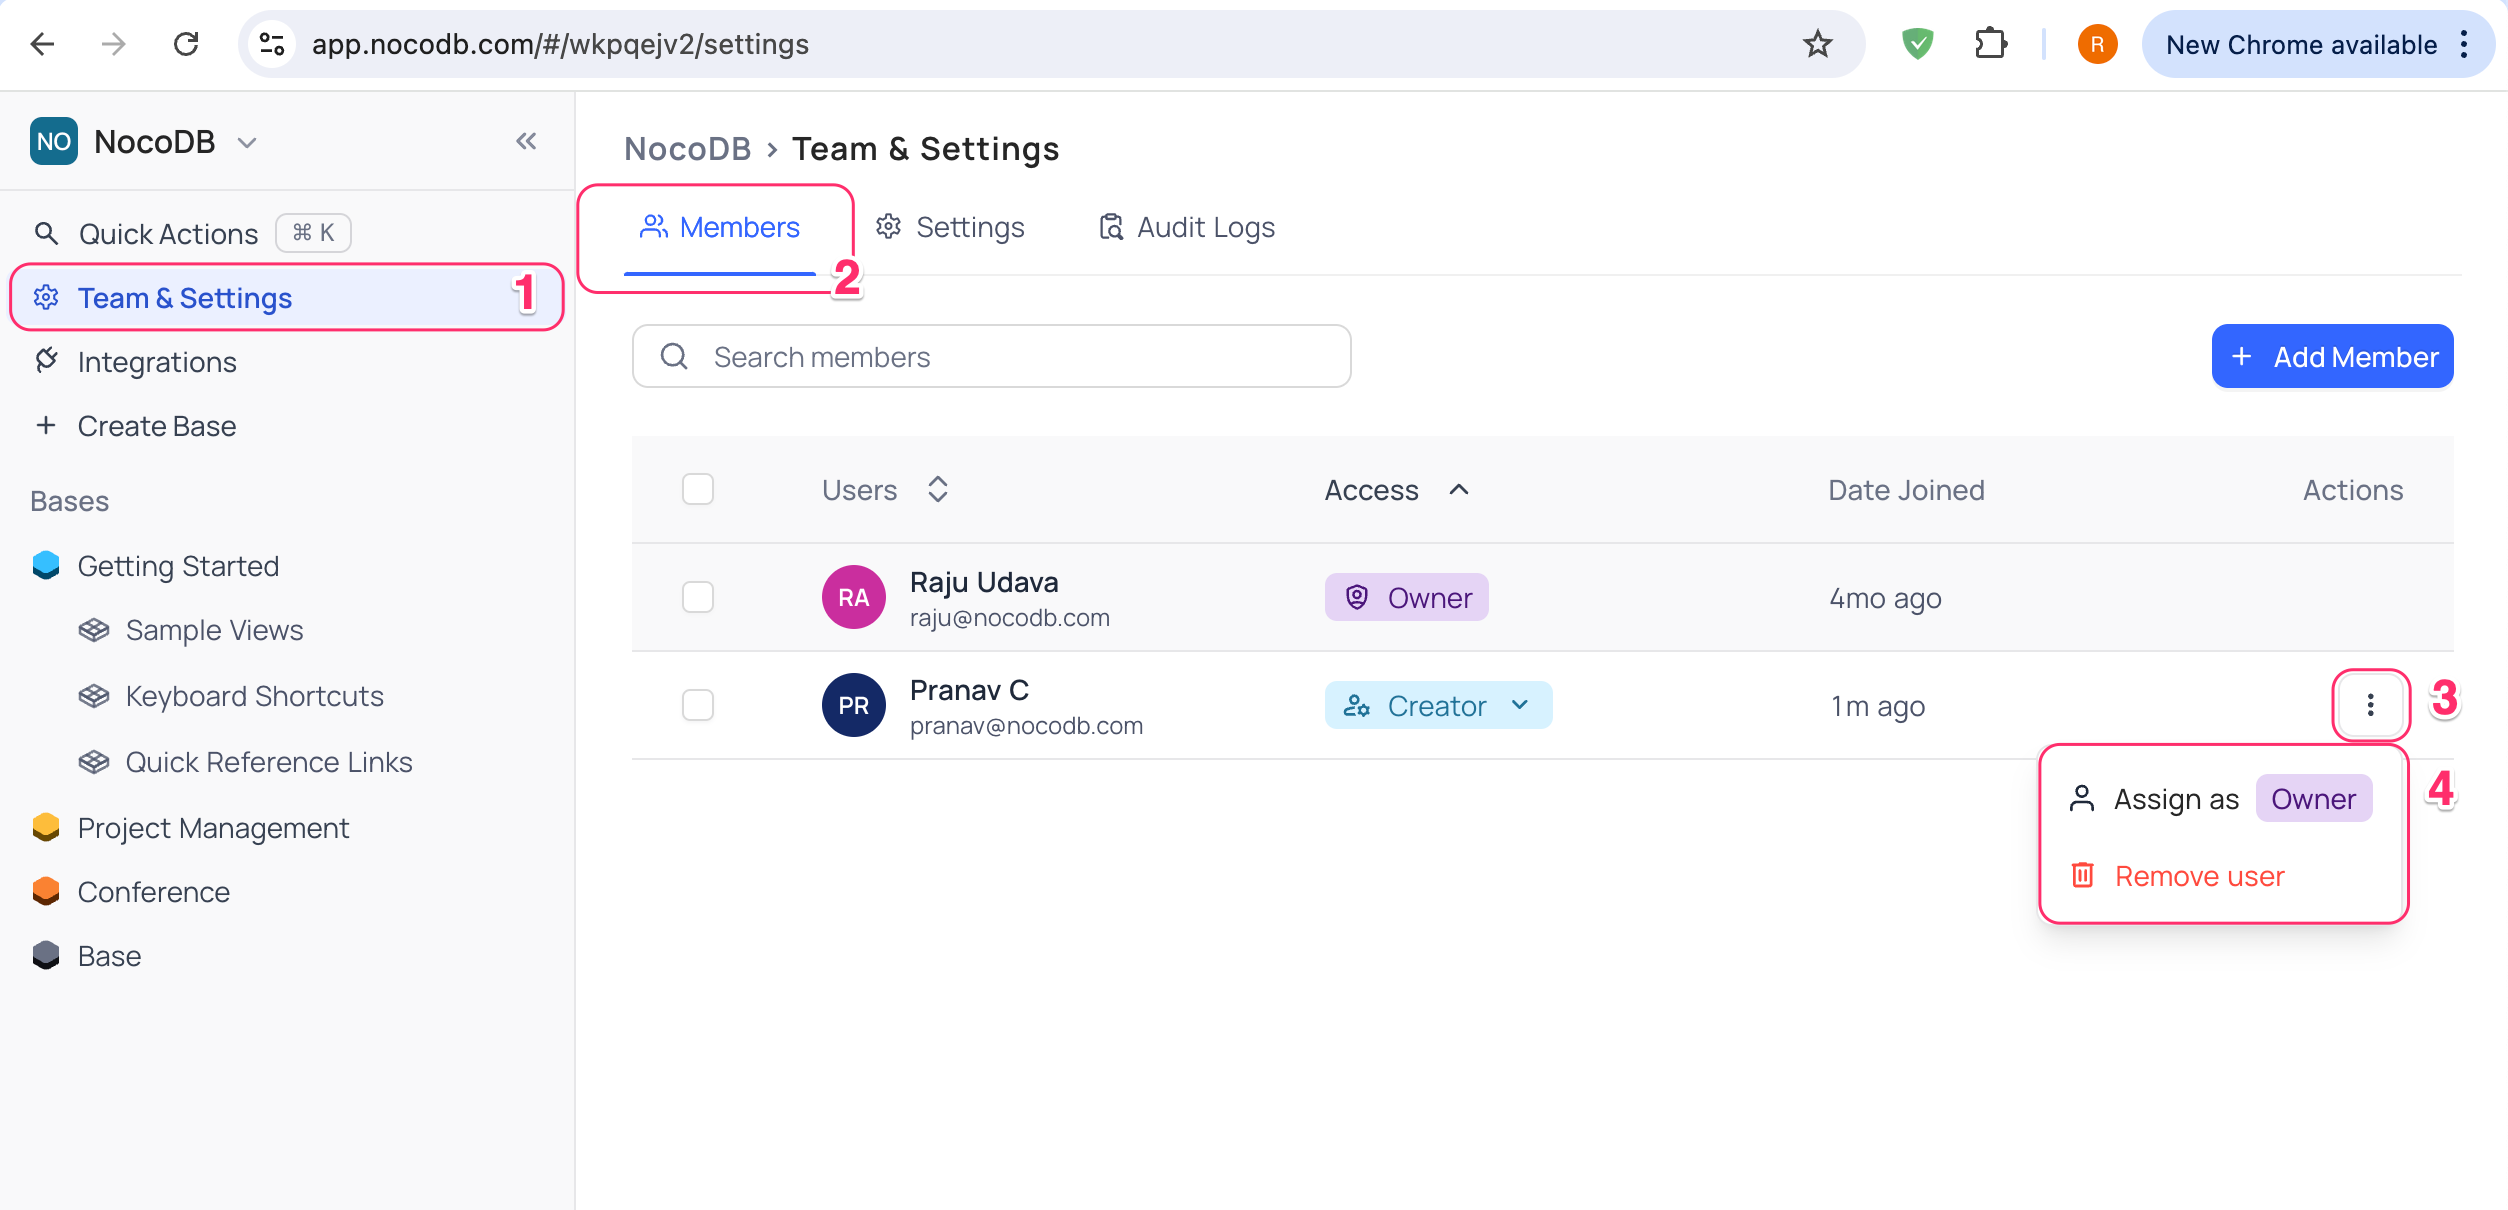 app.nocodb.com/#/wkpqejv2/settings
R
New Chrome available
NO NocoDB
Quick Actions ⌘ K
Team & Settings 1
Integrations
Create Base
Bases
Getting Started
Sample Views
Keyboard Shortcuts
Quick Reference Links
Project Management
Conference
Base
NocoDB > Team & Settings
Members Settings Audit Logs
2
Search members
+ Add Member
Users Access Date Joined Actions
RA Raju Udava Owner 4mo ago
raju@nocodb.com
PR Pranav C Creator 1m ago 3
pranav@nocodb.com
Assign as Owner 4
Remove user